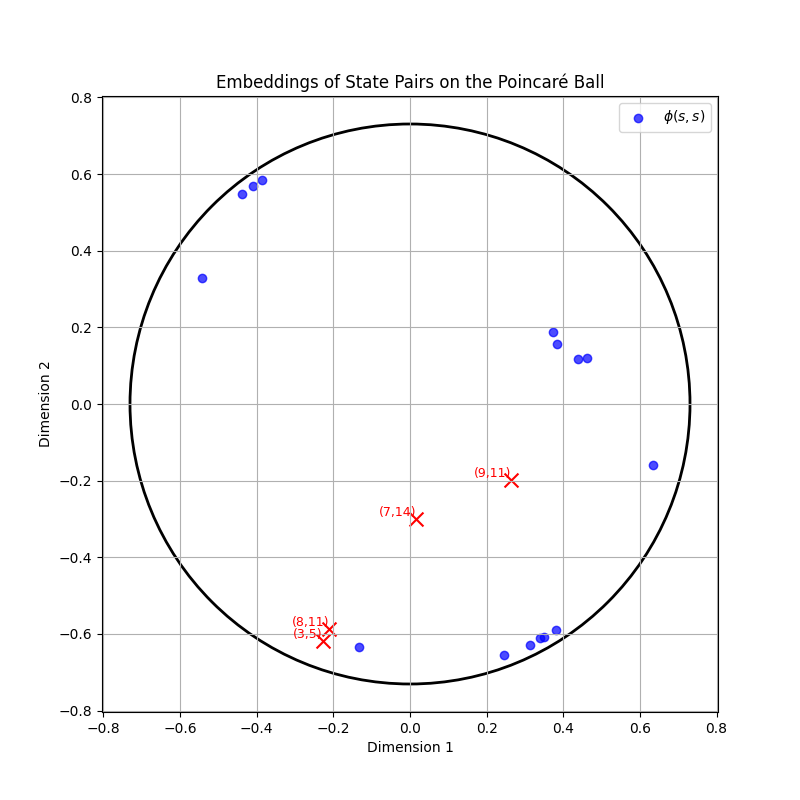 Embeddings of State Pairs on the Poincaré Ball
ϕ(s, s)
0.8
0.6
0.4
0.2
0.0
−0.2
−0.4
−0.6
−0.8
Dimension 2
(9,11)
(7,14)
(8,11)
(3,5)
−0.8 −0.6 −0.4 −0.2 0.0 0.2 0.4 0.6 0.8
Dimension 1